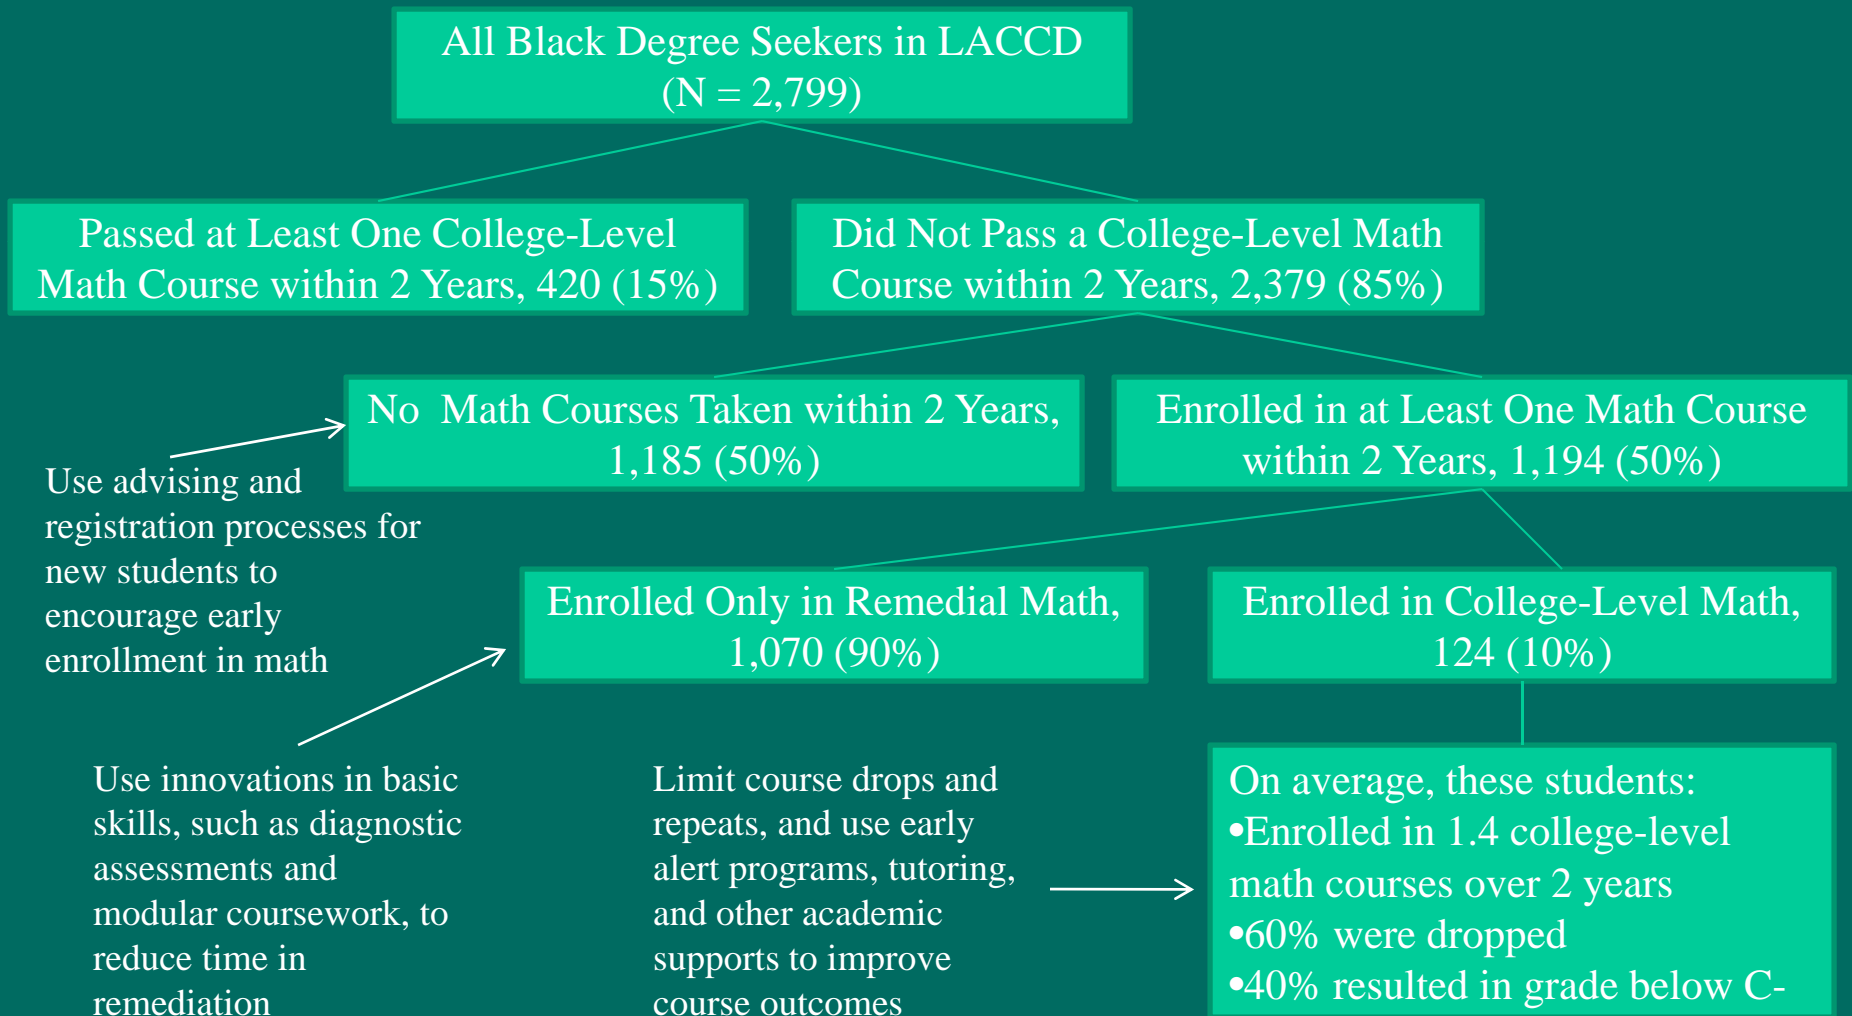 All Black Degree Seekers in LACCD
(N = 2,799)
Passed at Least One College-Level
Math Course within 2 Years, 420 (15%)
Did Not Pass a College-Level Math
Course within 2 Years, 2,379 (85%)
No  Math Courses Taken within 2 Years,
1,185 (50%)
Enrolled in at Least One Math Course
within 2 Years, 1,194 (50%)
Use advising and
registration processes for
new students to
encourage early
enrollment in math
Enrolled Only in Remedial Math,
1,070 (90%)
Enrolled in College-Level Math,
124 (10%)
Use innovations in basic
skills, such as diagnostic
assessments and
modular coursework, to
reduce time in
remediation
Limit course drops and
repeats, and use early
alert programs, tutoring,
and other academic
supports to improve
course outcomes
On average, these students:
•Enrolled in 1.4 college-level
math courses over 2 years
•60% were dropped
•40% resulted in grade below C-